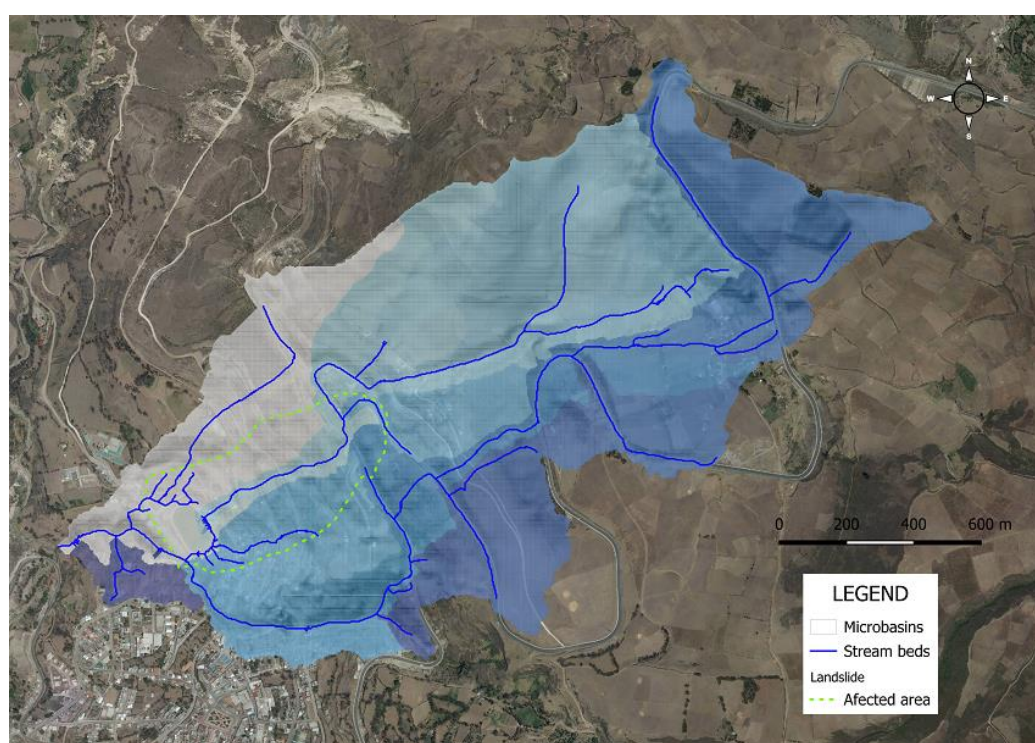 N
W E
S
0 200 400 600 m
LEGEND
Microbasins
Stream beds
Landslide
Afected area